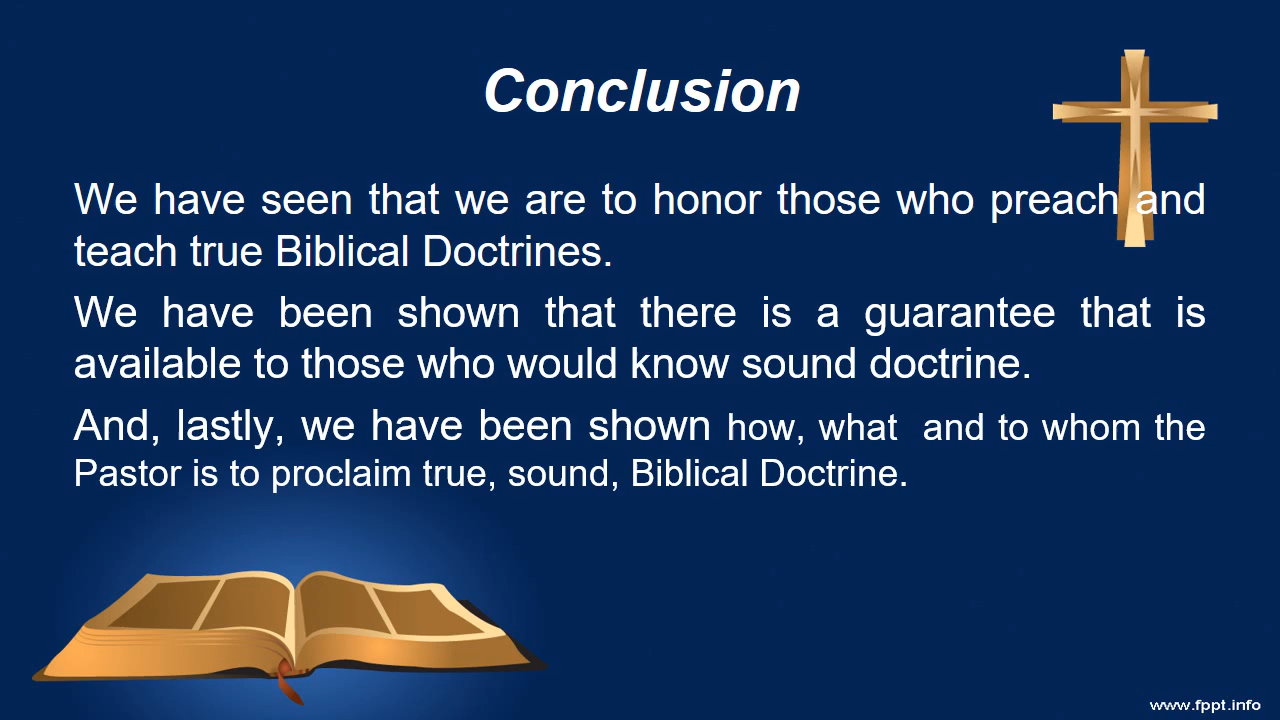 Conclusion
We have seen that we are to honor those who preach and
teach true Biblical Doctrines.
We have been shown that there is a guarantee that is
available to those who would know sound doctrine.
And, lastly, we have been shown how, what  and to whom the
Pastor is to proclaim true, sound, Biblical Doctrine.
www.fppt.info